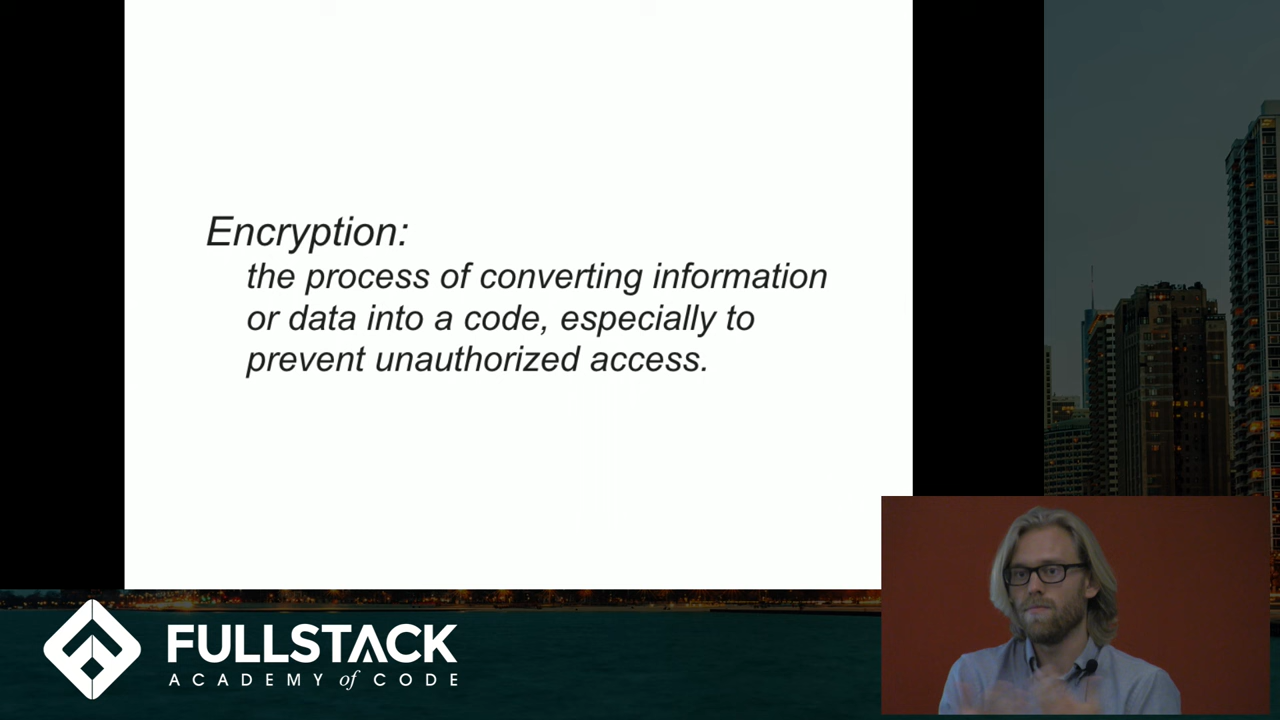 Encryption:
the process of converting information
or data into a code, especially to
prevent unauthorized access.
FULLSTACK
ACADEMY of CODE